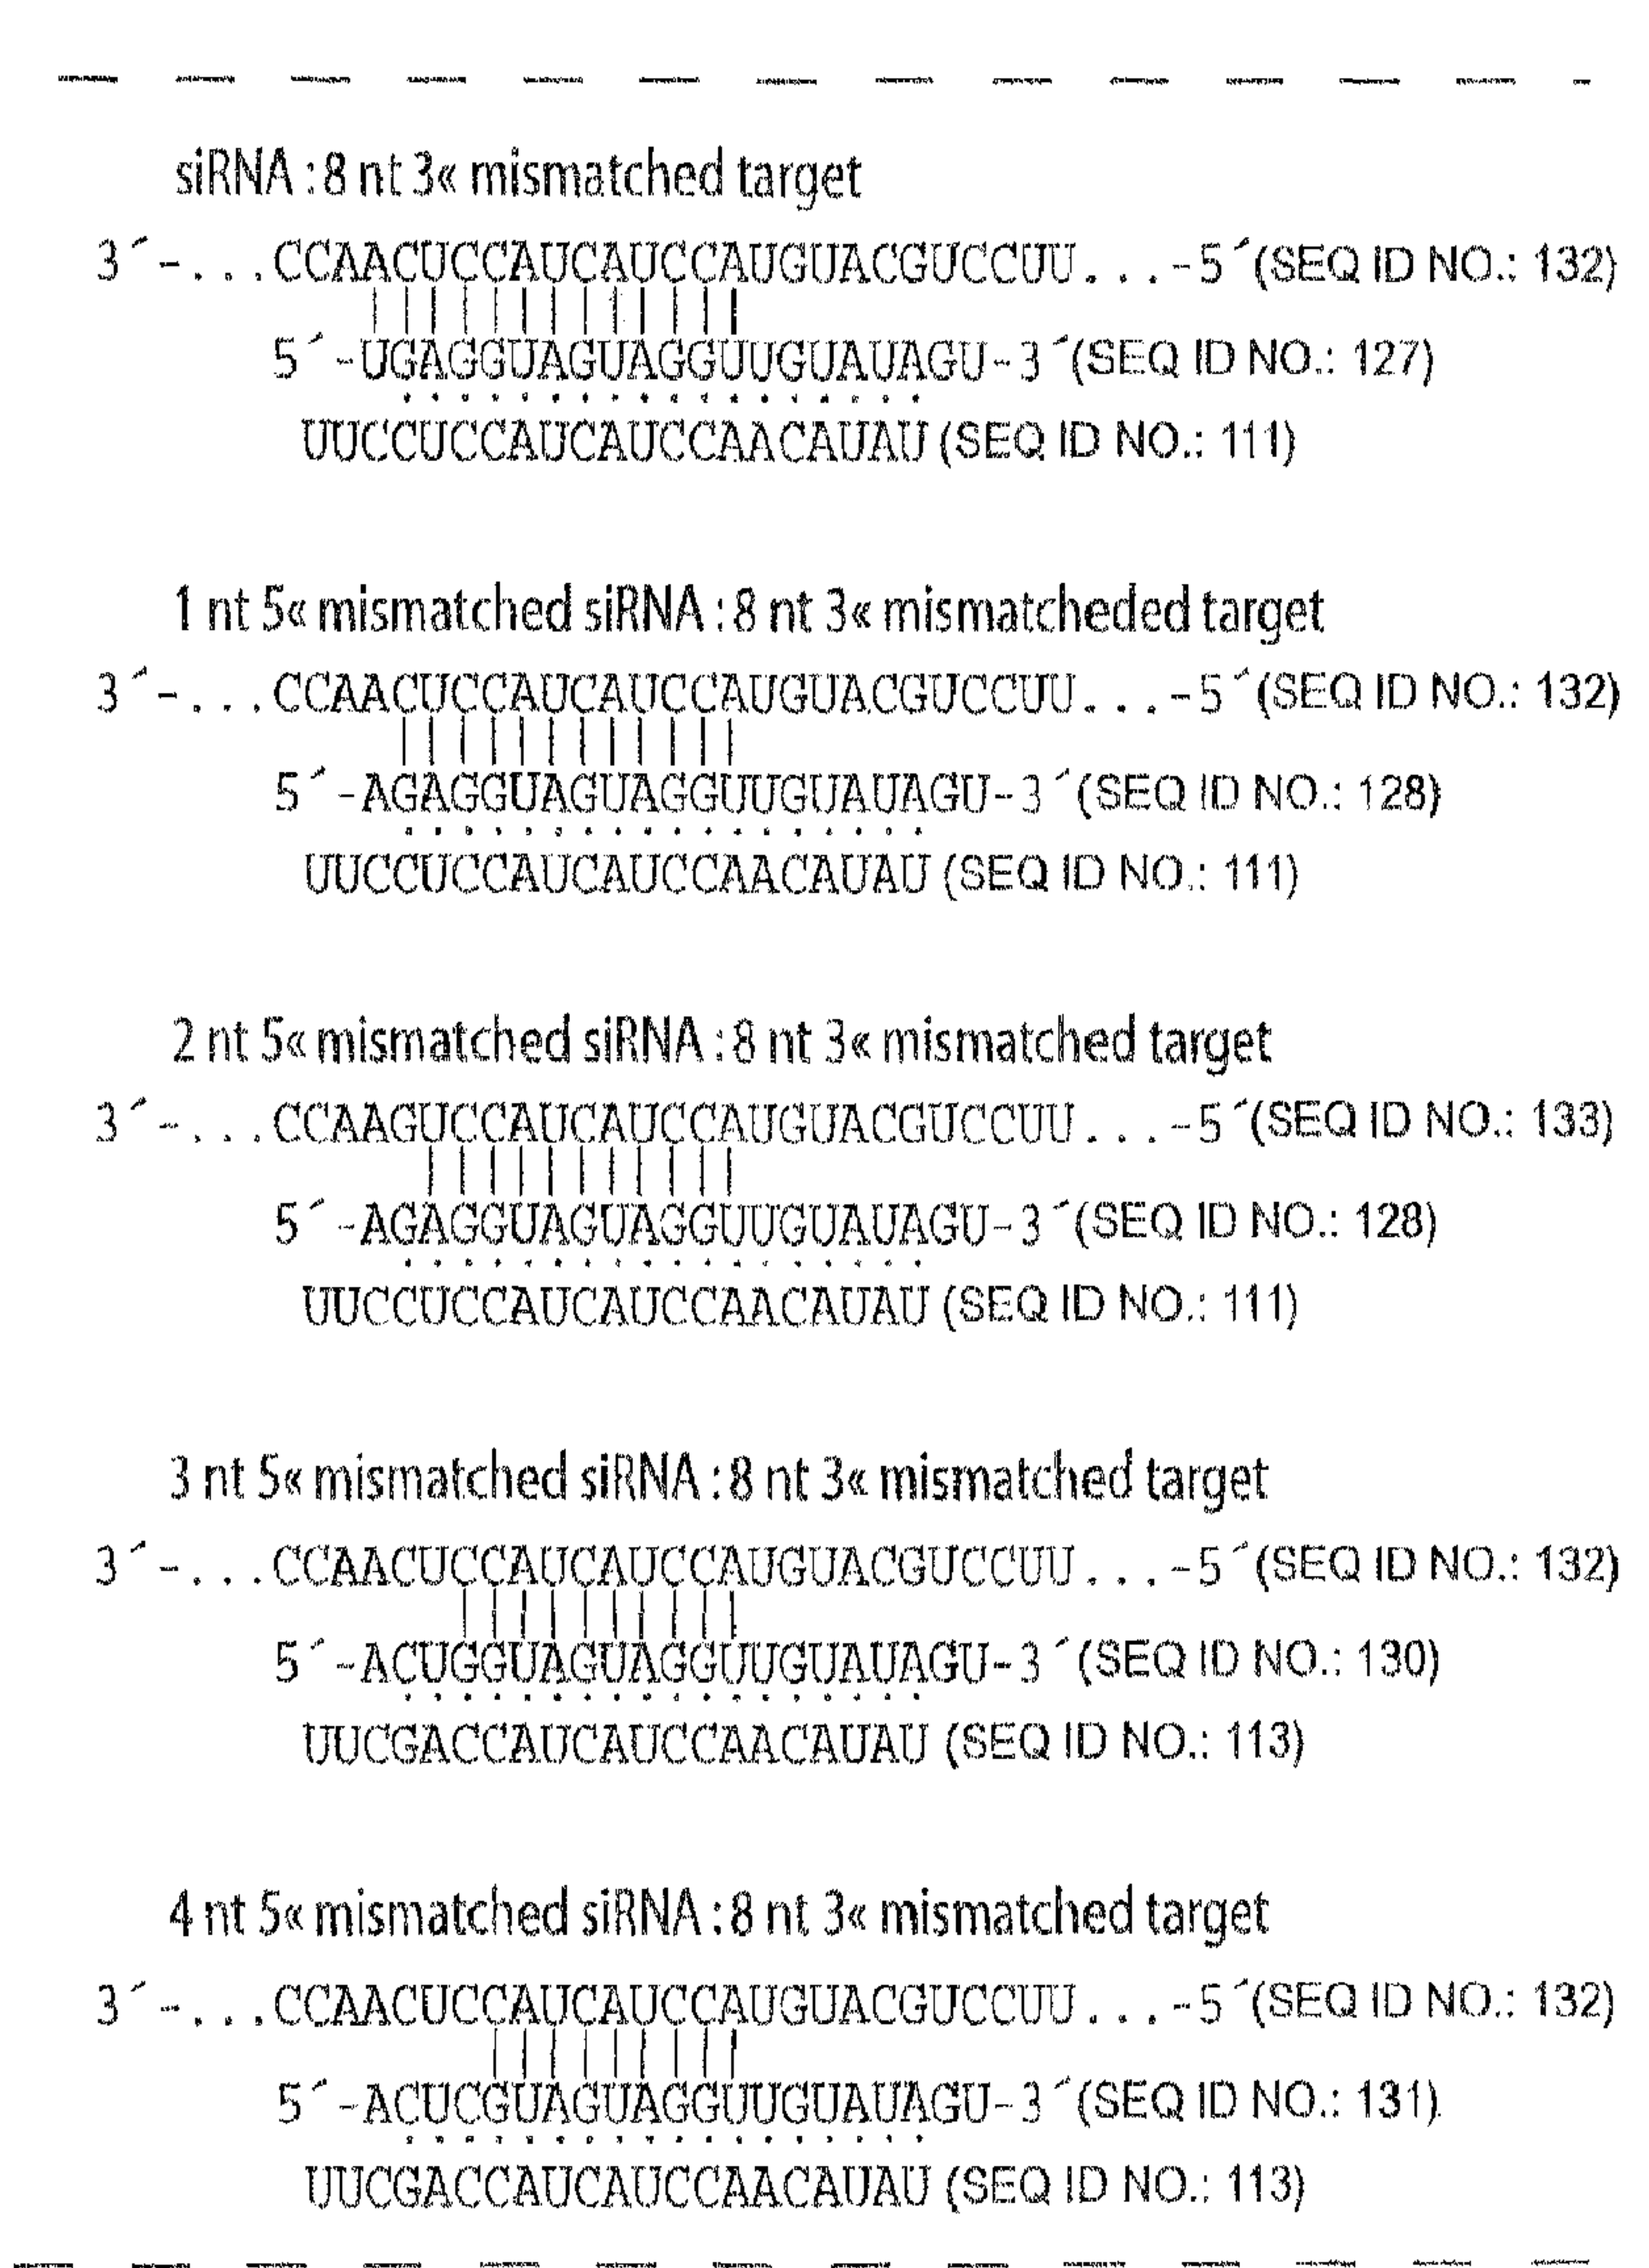 siRNA : 8 nt 3« mismatched target
3´-...CCAACUCCAUCAUCCAUGUACGUCCUU...-5´(SEQ ID NO.: 132)
5´-UGAGGUAGUAGGUUGUAUAGU-3´(SEQ ID NO.: 127)
UUCCUCCAUCAUCCAACAUAU (SEQ ID NO.: 111)
1 nt 5« mismatched siRNA : 8 nt 3« mismatcheded target
3´-...CCAACUCCAUCAUCCAUGUACGUCCUU...-5´(SEQ ID NO.: 132)
5´-AGAGGUAGUAGGUUGUAUAGU-3´(SEQ ID NO.: 128)
UUCCUCCAUCAUCCAACAUAU (SEQ ID NO.: 111)
2 nt 5« mismatched siRNA : 8 nt 3« mismatched target
3´-...CCAAGUCCAUCAUCCAUGUACGUCCUU...-5´(SEQ ID NO.: 133)
5´-AGAGGUAGUAGGUUGUAUAGU-3´(SEQ ID NO.: 128)
UUCCUCCAUCAUCCAACAUAU (SEQ ID NO.: 111)
3 nt 5« mismatched siRNA : 8 nt 3« mismatched target
3´-...CCAACUCCAUCAUCCAUGUACGUCCUU...-5´(SEQ ID NO.: 132)
5´-ACUGGUAGUAGGUUGUAUAGU-3´(SEQ ID NO.: 130)
UUCGACCAUCAUCCAACAUAU (SEQ ID NO.: 113)
4 nt 5« mismatched siRNA : 8 nt 3« mismatched target
3´-...CCAACUCCAUCAUCCAUGUACGUCCUU...-5´(SEQ ID NO.: 132)
5´-ACUCGUAGUAGGUUGUAUAGU-3´(SEQ ID NO.: 131)
UUCGACCAUCAUCCAACAUAU (SEQ ID NO.: 113)